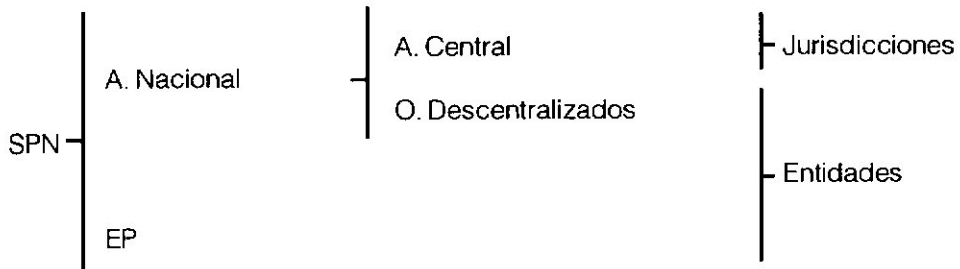 A. Central
Jurisdicciones
A. Nacional
O. Descentralizados
SPN
Entidades
EP